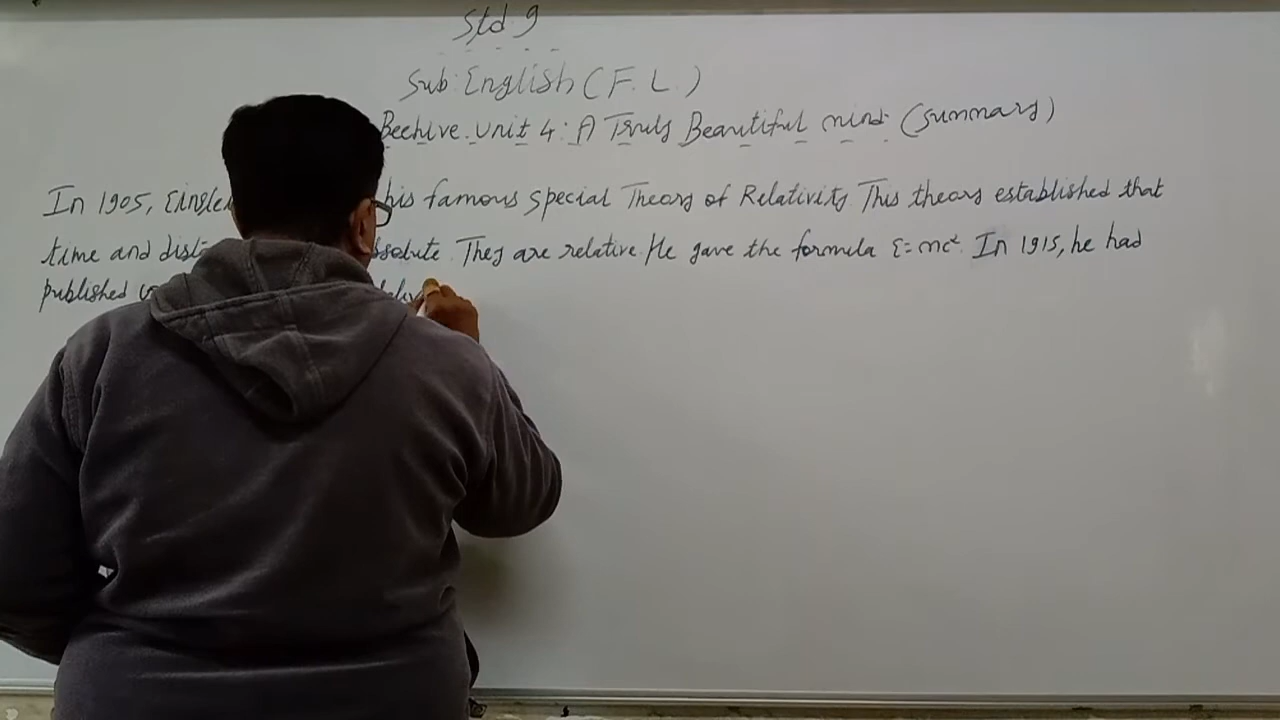 Std 9
Sub: English (F.L.)
Beehive. Unit 4: A Truly Beautiful mind. (Summary)
In 1905, his famous special Theory of Relativity. This theory established that
time and They are relative. He gave the formula E=mc². In 1915, he had
published